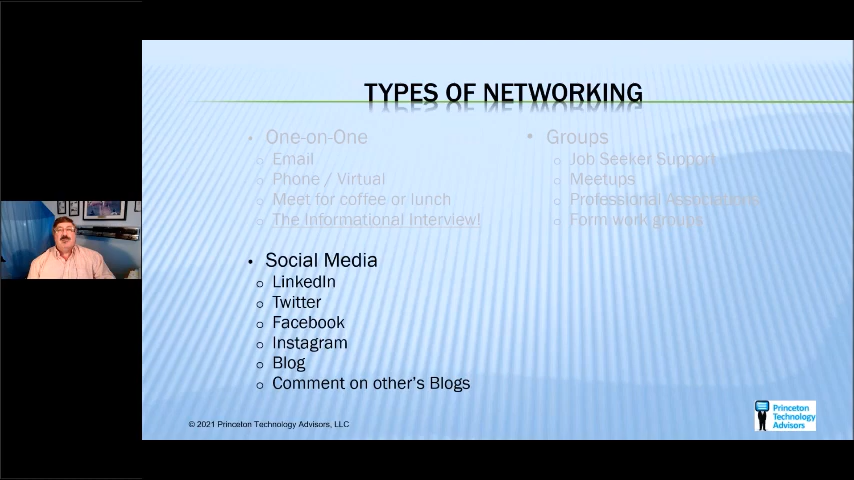 TYPES OF NETWORKING
• One-on-One
o Email
o Phone / Virtual
o Meet for coffee or lunch
o The Informational Interview!
• Groups
o Job Seeker Support
o Meetups
o Professional Associations
o Form work groups
• Social Media
o LinkedIn
o Twitter
o Facebook
o Instagram
o Blog
o Comment on other's Blogs
© 2021 Princeton Technology Advisors, LLC
Princeton
Technology
Advisors